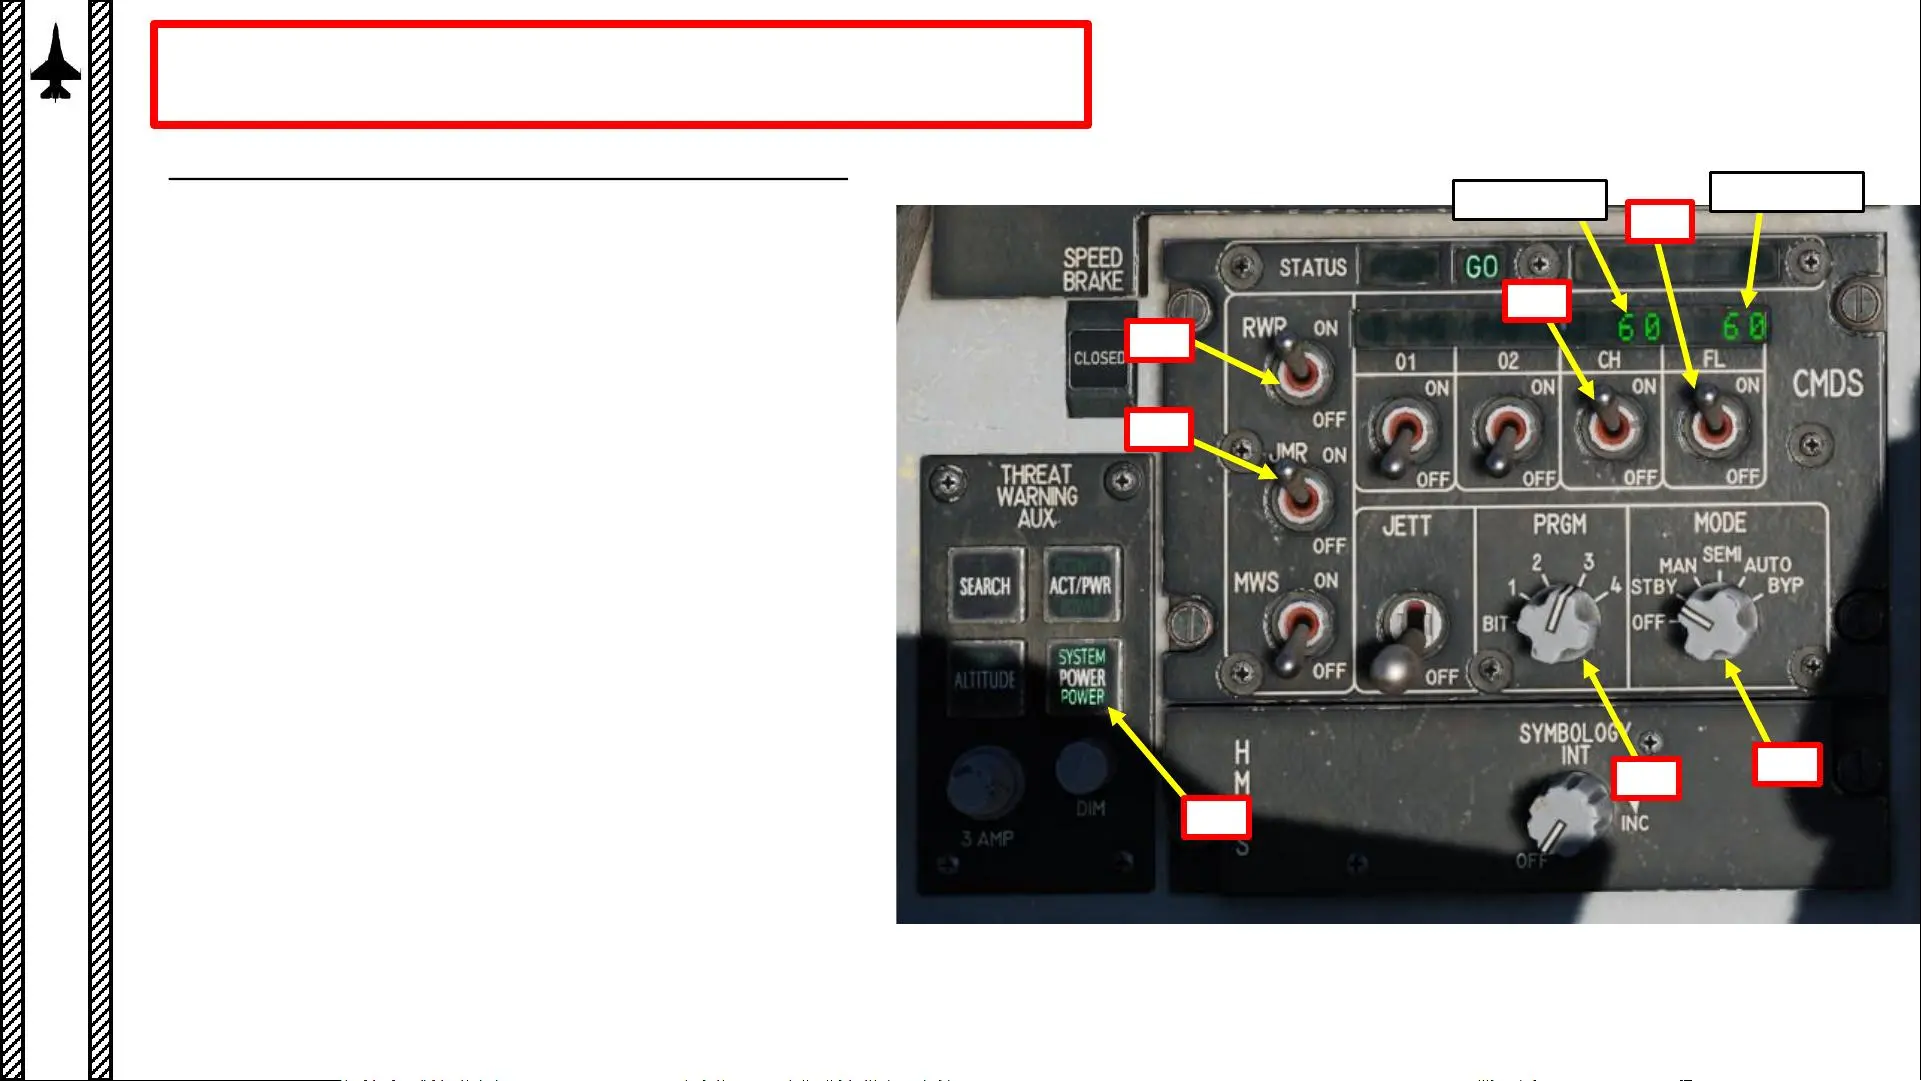 SPEED
BRAKE
CLOSED
STATUS
GO
RWR
ON
OFF
60
60
01
02
CH
FL
ON
ON
ON
ON
OFF
OFF
OFF
OFF
CMDS
JMR
ON
OFF
THREAT
WARNING
AUX
SEARCH
ACT/PWR
ALTITUDE
SYSTEM
POWER
POWER
3 AMP
DIM
MWS
ON
OFF
JETT
OFF
PRGM
BIT
1
2
3
4
MODE
OFF
STBY
MAN
SEMI
AUTO
BYP
H
M
S
SYMBOLOGY
INT
OFF
INC